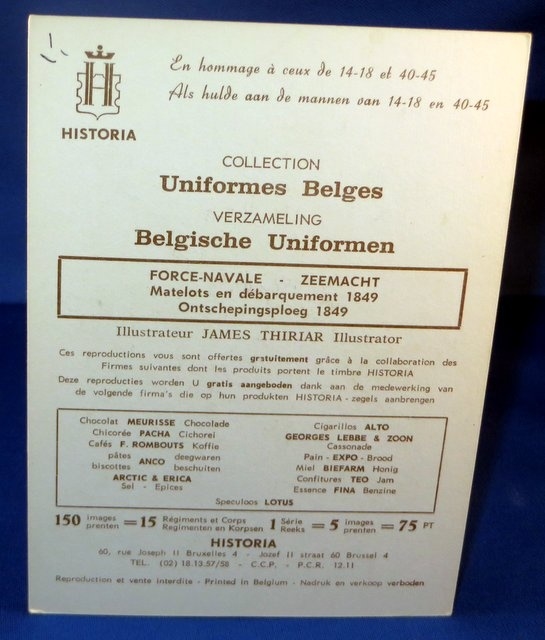 En hommage à ceux de 14-18 et 40-45
Als hulde aan de mannen van 14-18 en 40-45
H
HISTORIA
COLLECTION
Uniformes Belges
VERZAMELING
Belgische Uniformen
FORCE-NAVALE - ZEEMACHT
Matelots en débarquement 1849
Ontschepingsploeg 1849
Illustrateur JAMES THIRIAR Illustrator
Ces reproductions vous sont offertes gratuitement grâce à la collaboration des
Firmes suivantes dont les produits portent le timbre HISTORIA
Deze reproducties worden U gratis aangeboden dank aan de medewerking van
de volgende firma's die op hun produkten HISTORIA-zegels aanbrengen
Chocolat MEURISSE Chocolade
Chicorée PACHA Cichorei
Cafés F. ROMBOUTS Koffie
pâtes ANCO deegwaren
biscottes beschuiten
ARCTIC & ERICA
Sel - Epices
Cigarillos ALTO
GEORGES LEBBE & ZOON
Cassonade
Pain - EXPO - Brood
Miel BIEFARM Honig
Confitures TEO Jam
Essence FINA Benzine
Speculoos LOTUS
150 images prenten = 15 Régiments et Corps Regimenten en Korpsen 1 Série Reeks = 5 images prenten = 75 PT
HISTORIA
60, rue Joseph II Bruxelles 4 - Jozef II straat 60 Brussel 4
TEL. (02) 18.13.57/58 - C.C.P. - P.C.R. 12.11
Reproduction et vente interdite - Printed in Belgium - Nadruk en verkoop verboden